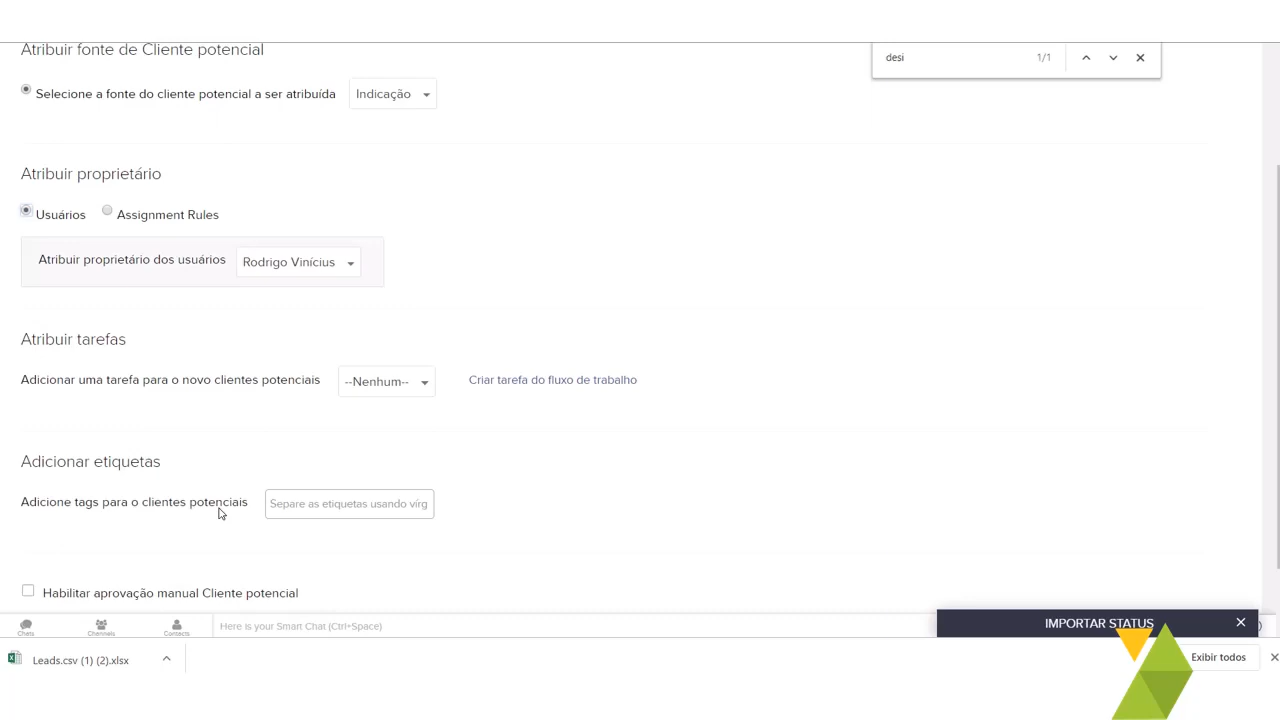 Atribuir fonte de Cliente potencial
desi 1/1
Selecione a fonte do cliente potencial a ser atribuída Indicação
Atribuir proprietário
Usuários Assignment Rules
Atribuir proprietário dos usuários Rodrigo Vinícius
Atribuir tarefas
Adicionar uma tarefa para o novo clientes potenciais --Nenhum-- Criar tarefa do fluxo de trabalho
Adicionar etiquetas
Adicione tags para o clientes potenciais Separe as etiquetas usando vírg
Habilitar aprovação manual Cliente potencial
Chats Channels Contacts Here is your Smart Chat (Ctrl+Space) IMPORTAR STATUS
Leads.csv (1) (2).xlsx Exibir todos